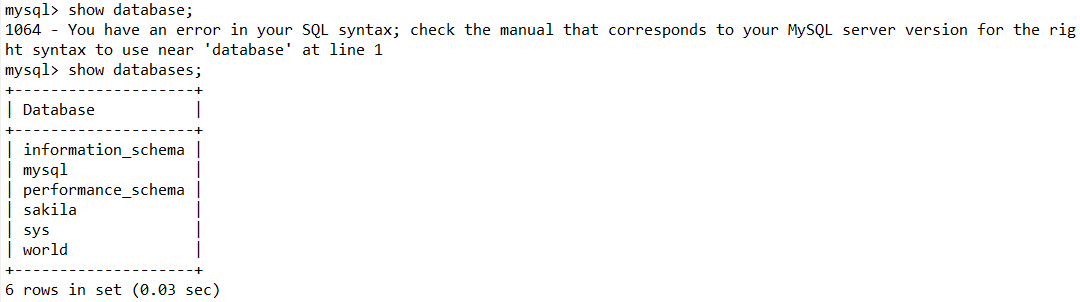 mysql> show database;
1064 - You have an error in your SQL syntax; check the manual that corresponds to your MySQL server version for the rig
ht syntax to use near 'database' at line 1
mysql> show databases;
+--------------------+
| Database           |
+--------------------+
| information_schema |
| mysql              |
| performance_schema |
| sakila             |
| sys                |
| world              |
+--------------------+
6 rows in set (0.03 sec)